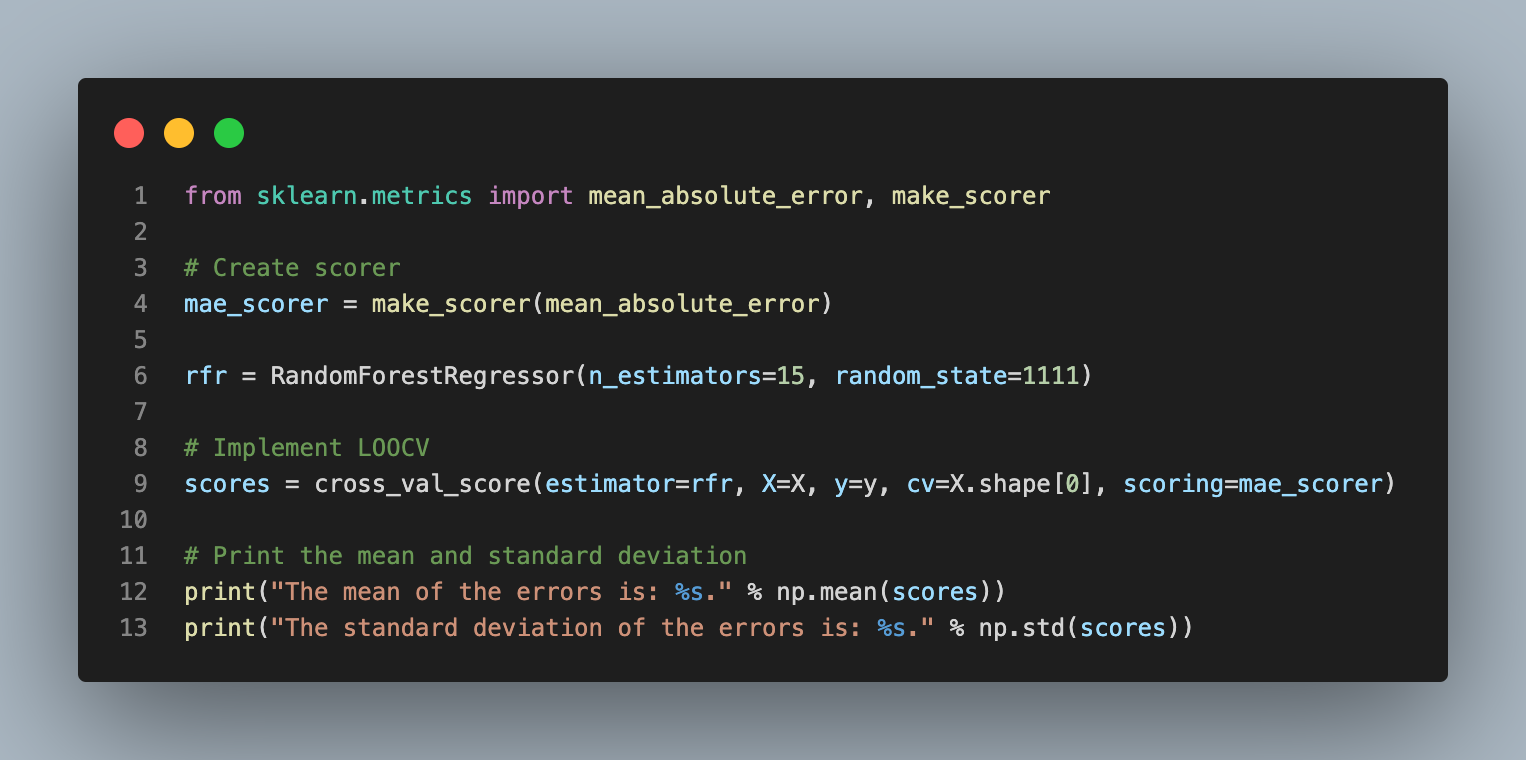 1 from sklearn.metrics import mean_absolute_error, make_scorer
2
3 # Create scorer
4 mae_scorer = make_scorer(mean_absolute_error)
5
6 rfr = RandomForestRegressor(n_estimators=15, random_state=1111)
7
8 # Implement LOOCV
9 scores = cross_val_score(estimator=rfr, X=X, y=y, cv=X.shape[0], scoring=mae_scorer)
10
11 # Print the mean and standard deviation
12 print("The mean of the errors is: %s." % np.mean(scores))
13 print("The standard deviation of the errors is: %s." % np.std(scores))